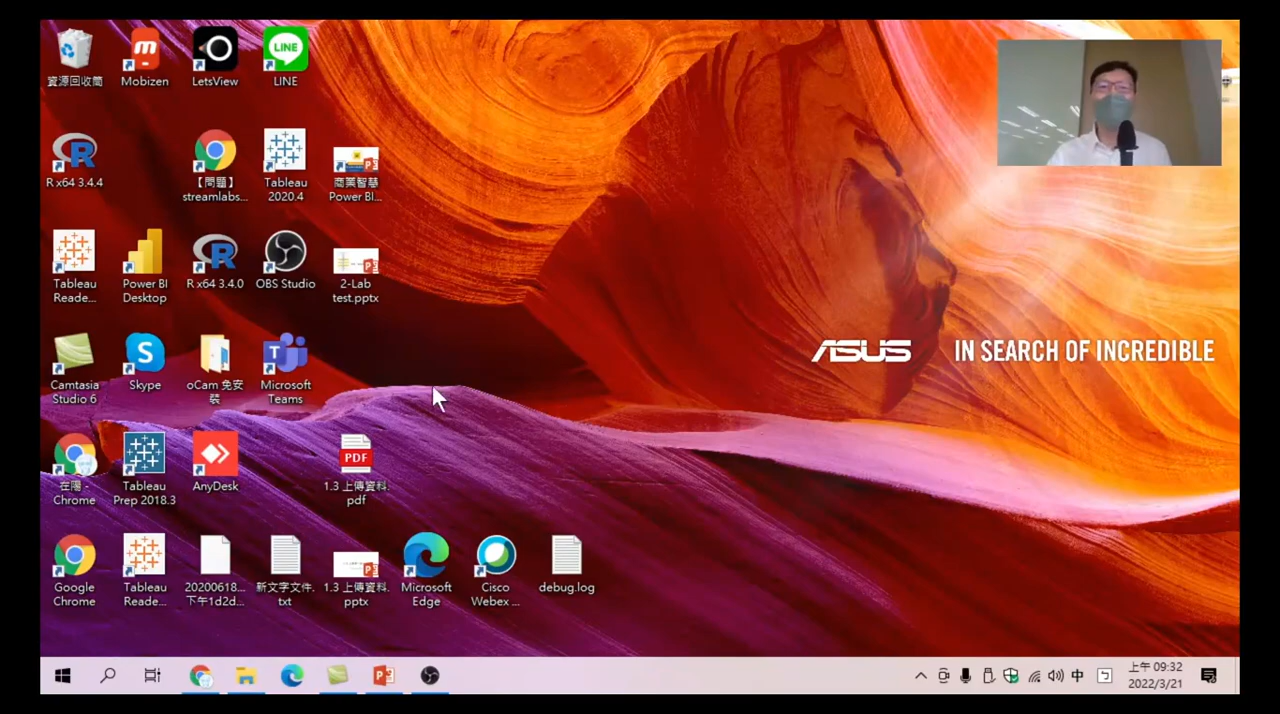 資源回收筒
Mobizen
LetsView
LINE
LINE
R x64 3.4.4
【問題】
streamlabs...
Tableau
2020.4
商業智慧
Power BI...
Tableau
Reade...
Power BI
Desktop
R x64 3.4.0
OBS Studio
2-Lab
test.pptx
ASUS IN SEARCH OF INCREDIBLE
Camtasia
Studio 6
Skype
oCam 免安
裝
Microsoft
Teams
在陽 -
Chrome
Tableau
Prep 2018.3
AnyDesk
PDF
1.3 上傳資料.
pdf
Google
Chrome
Tableau
Reade...
20200618...
下午1d2d...
新文字文件.
txt
1.3 上傳資料.
pptx
Microsoft
Edge
Cisco
Webex ...
debug.log
中
上午 09:32
2022/3/21